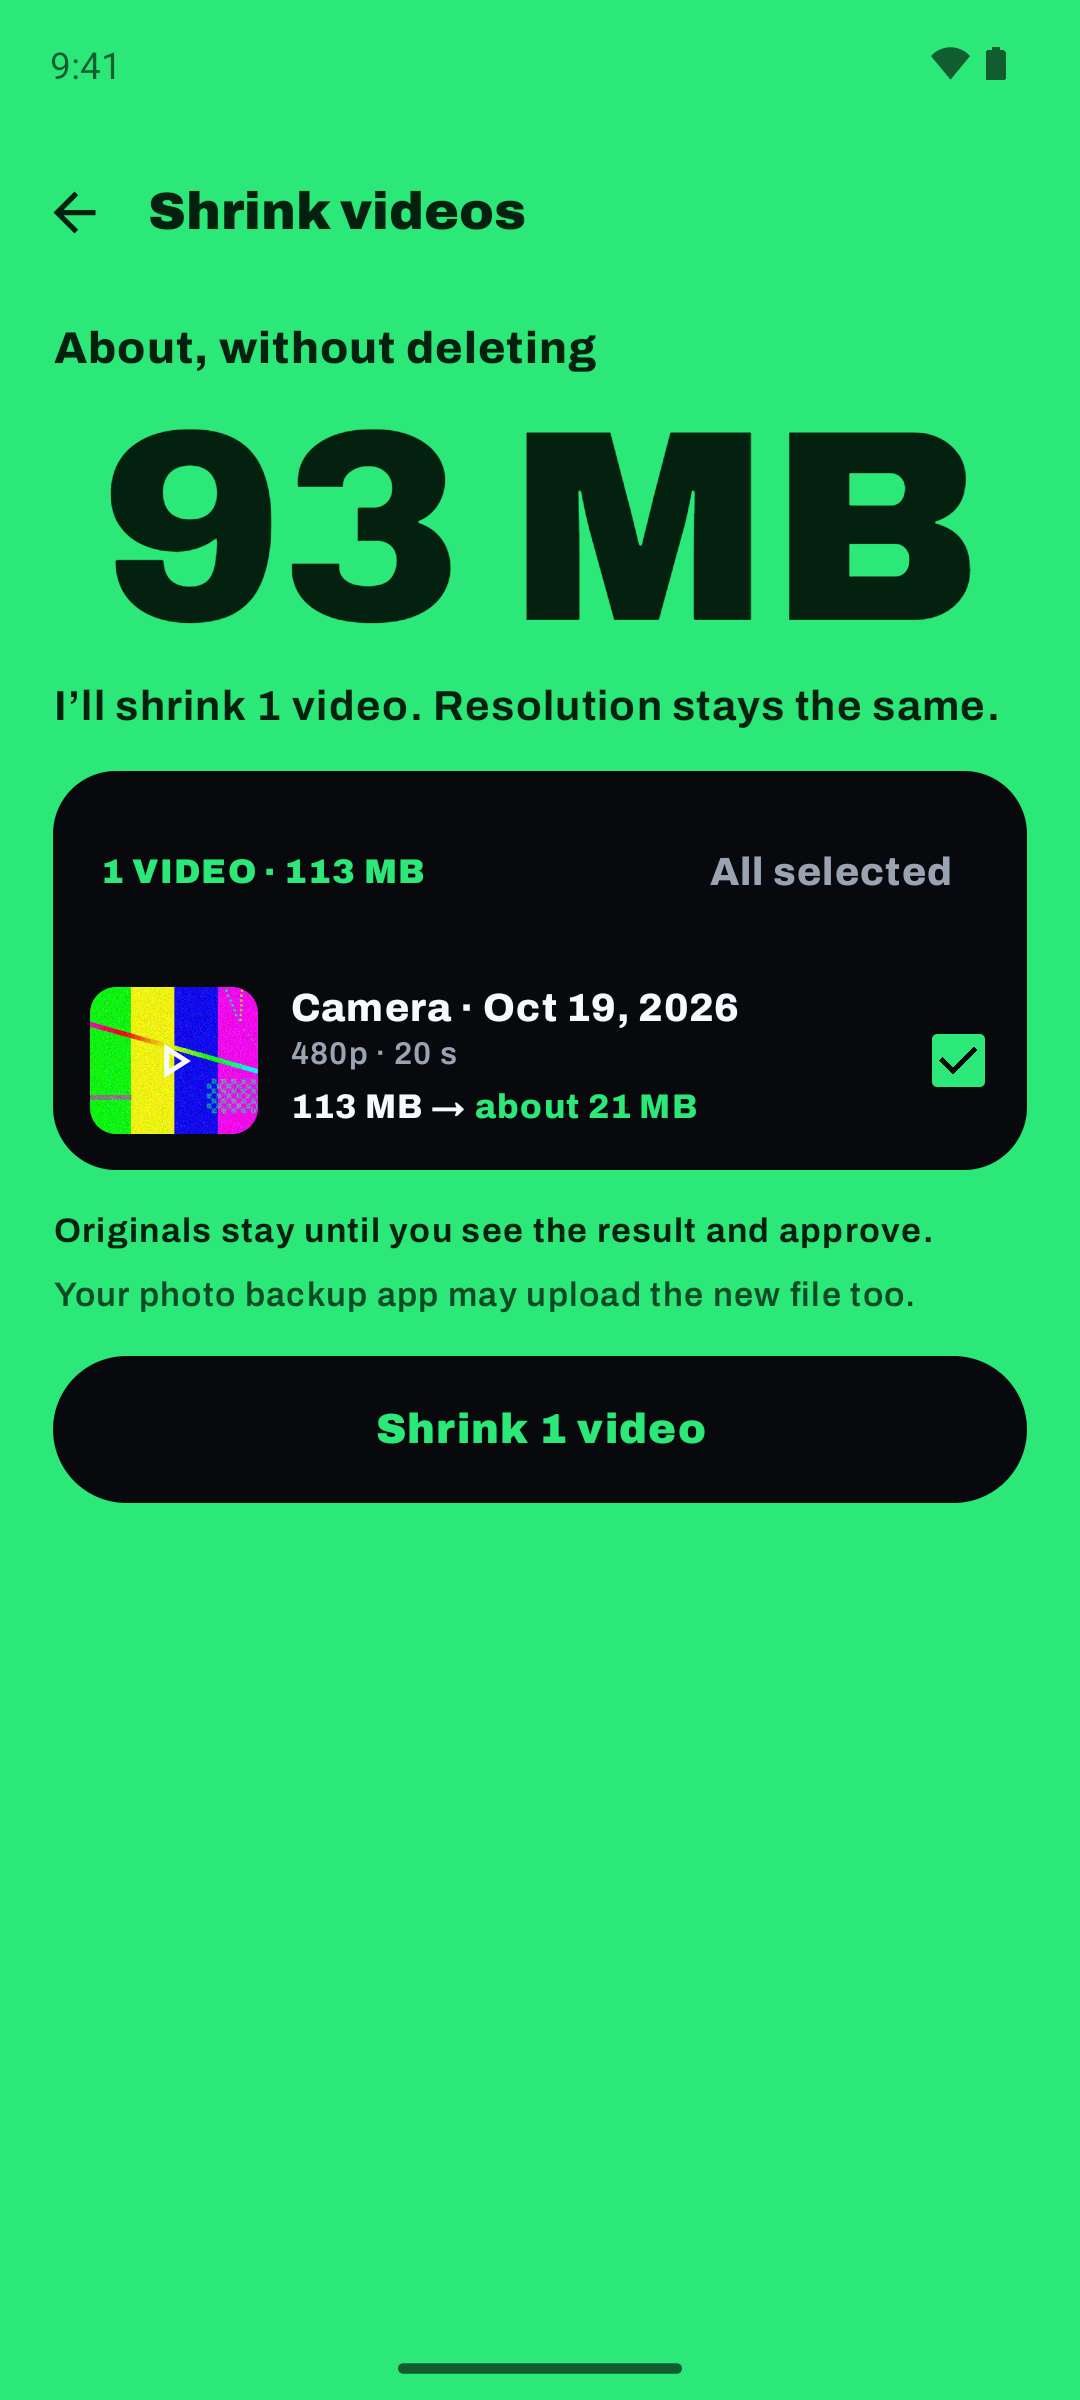 9:41
Shrink videos
About, without deleting
93 MB
I’ll shrink 1 video. Resolution stays the same.
1 VIDEO · 113 MB
All selected
Camera · Oct 19, 2026
480p · 20 s
113 MB → about 21 MB
Originals stay until you see the result and approve.
Your photo backup app may upload the new file too.
Shrink 1 video